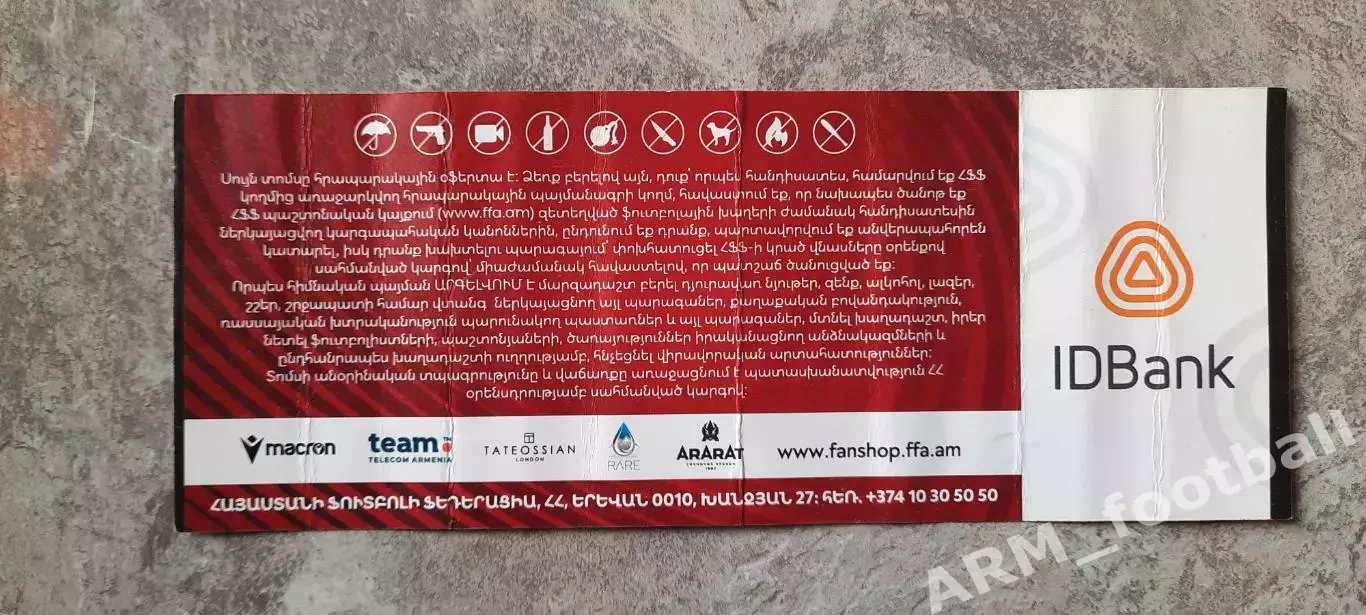 Սույն տոմսը հրապարակային օֆերտա է: Ձեռք բերելով այն, դուք՝ որպես հանդիսատես, համարվում եք ՀՖՖ
կողմից առաջարկվող հրապարակային պայմանագրի կողմ, հավաստում եք, որ նախապես ծանոթ եք
ՀՖՖ պաշտոնական կայքում (www.ffa.am) զետեղված ֆուտբոլային խաղերի ժամանակ հանդիսատեսին
ներկայացվող կարգապահական կանոններին, ընդունում եք դրանք, պարտավորվում եք անվերապահորեն
կատարել, իսկ դրանք խախտելու պարագայում՝ փոխհատուցել ՀՖՖ-ի կրած վնասները օրենքով
սահմանված կարգով՝ միաժամանակ հավաստելով, որ պատշաճ ծանուցված եք:
Որպես հիմնական պայման ԱՐԳԵԼՎՈՒՄ Է մարզադաշտ բերել դյուրավառ նյութեր, զենք, ալկոհոլ, լազեր,
շշեր, շրջապատի համար վտանգ ներկայացնող այլ պարագաներ, քաղաքական բովանդակություն,
ռասսայական խտրականություն պարունակող պաստառներ և այլ պարագաներ, մտնել խաղադաշտ, իրեր
նետել ֆուտբոլիստների, պաշտոնյաների, ծառայություններ իրականացնող անձնակազմների և
ընդհանրապես խաղադաշտի ուղղությամբ, հնչեցնել վիրավորական արտահատություններ:
Տոմսի անօրինական տպագրությունը և վաճառքը առաջացնում է պատասխանատվություն ՀՀ
օրենսդրությամբ սահմանված կարգով:
IDBank
macron
team
TELECOM ARMENIA
TATEOSSIAN
LONDON
RARE
ARARAT
www.fanshop.ffa.am
ՀԱՅԱՍՏԱՆԻ ՖՈՒՏԲՈԼԻ ՖԵԴԵՐԱՑԻԱ, ՀՀ, ԵՐԵՎԱՆ 0010, ԽԱՆՋՅԱՆ 27: հեռ. +374 10 30 50 50
ARM_football